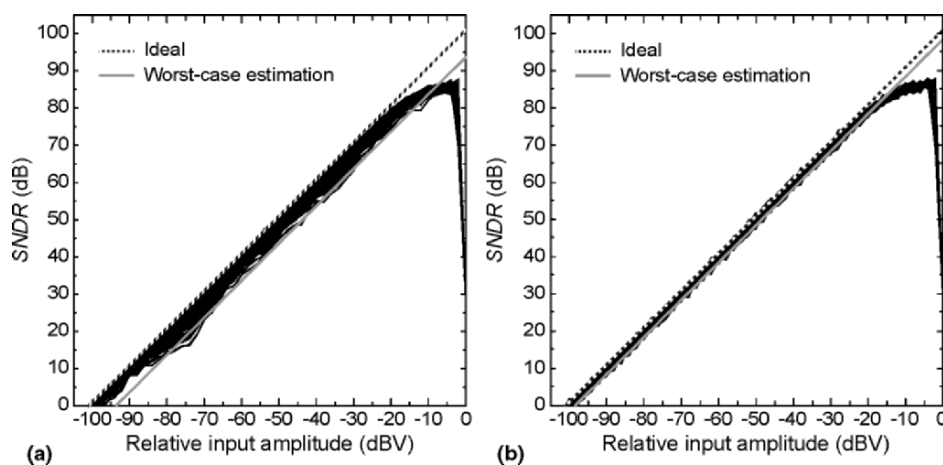 100
90
80
70
60
50
40
30
20
10
0
SNDR (dB)
Ideal
Worst-case estimation
-100 -90 -80 -70 -60 -50 -40 -30 -20 -10 0
Relative input amplitude (dBV)
(a)
100
90
80
70
60
50
40
30
20
10
0
SNDR (dB)
Ideal
Worst-case estimation
-100 -90 -80 -70 -60 -50 -40 -30 -20 -10 0
Relative input amplitude (dBV)
(b)